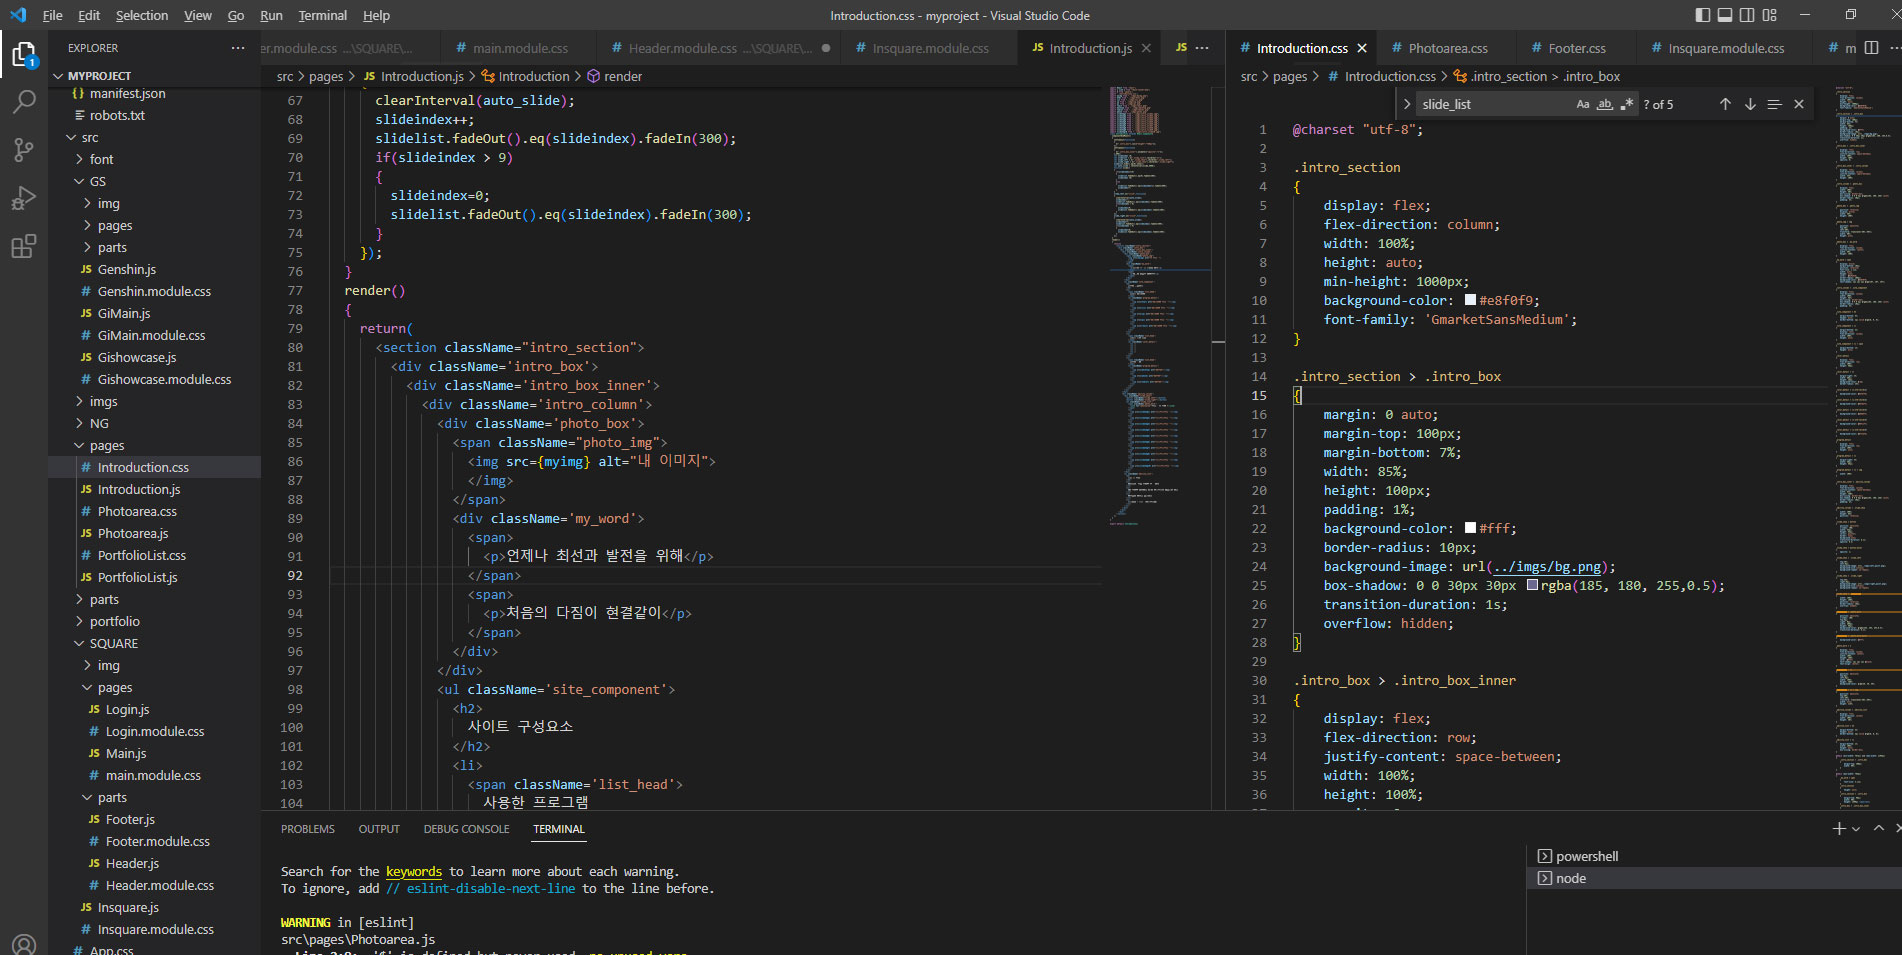 File Edit Selection View Go Run Terminal Help
Introduction.css - myproject - Visual Studio Code
EXPLORER
MYPROJECT
{} manifest.json
robots.txt
src
font
GS
img
pages
parts
JS Genshin.js
# Genshin.module.css
JS GiMain.js
# GiMain.module.css
JS Gishowcase.js
# Gishowcase.module.css
imgs
NG
pages
# Introduction.css
JS Introduction.js
# Photoarea.css
JS Photoarea.js
# PortfolioList.css
JS PortfolioList.js
parts
portfolio
SQUARE
img
pages
JS Login.js
# Login.module.css
JS Main.js
# main.module.css
parts
JS Footer.js
# Footer.module.css
JS Header.js
# Header.module.css
JS Insquare.js
# Insquare.module.css
# App.css
1
er.module.css ...\SQUARE\... # main.module.css # Header.module.css ...\SQUARE\... # Insquare.module.css JS Introduction.js JS ...
src > pages > JS Introduction.js > Introduction > render
67 clearInterval(auto_slide);
68 slideindex++;
69 slidelist.fadeOut().eq(slideindex).fadeIn(300);
70 if(slideindex > 9)
71 {
72 slideindex=0;
73 slidelist.fadeOut().eq(slideindex).fadeIn(300);
74 }
75 });
76 }
77 render()
78 {
79 return(
80 <section className="intro_section">
81 <div className='intro_box'>
82 <div className='intro_box_inner'>
83 <div className='intro_column'>
84 <div className='photo_box'>
85 <span className="photo_img">
86 <img src={myimg} alt="내 이미지">
87 </img>
88 </span>
89 <div className='my_word'>
90 <span>
91 <p>언제나 최선과 발전을 위해</p>
92 </span>
93 <span>
94 <p>처음의 다짐이 현결같이</p>
95 </span>
96 </div>
97 </div>
98 <ul className='site_component'>
99 <h2>
100 사이트 구성요소
101 </h2>
102 <li>
103 <span className='list_head'>
104 사용한 프로그램
# Introduction.css # Photoarea.css # Footer.css # Insquare.module.css # m
src > pages > # Introduction.css > .intro_section > .intro_box
slide_list Aa ab .* ? of 5
1 @charset "utf-8";
2
3 .intro_section
4 {
5 display: flex;
6 flex-direction: column;
7 width: 100%;
8 height: auto;
9 min-height: 1000px;
10 background-color: #e8f0f9;
11 font-family: 'GmarketSansMedium';
12 }
13
14 .intro_section > .intro_box
15 {
16 margin: 0 auto;
17 margin-top: 100px;
18 margin-bottom: 7%;
19 width: 85%;
20 height: 100px;
21 padding: 1%;
22 background-color: #fff;
23 border-radius: 10px;
24 background-image: url(../imgs/bg.png);
25 box-shadow: 0 0 30px 30px rgba(185, 180, 255,0.5);
26 transition-duration: 1s;
27 overflow: hidden;
28 }
29
30 .intro_box > .intro_box_inner
31 {
32 display: flex;
33 flex-direction: row;
34 justify-content: space-between;
35 width: 100%;
36 height: 100%;
PROBLEMS OUTPUT DEBUG CONSOLE TERMINAL
Search for the keywords to learn more about each warning.
To ignore, add // eslint-disable-next-line to the line before.
WARNING in [eslint]
src\pages\Photoarea.js
powershell
node